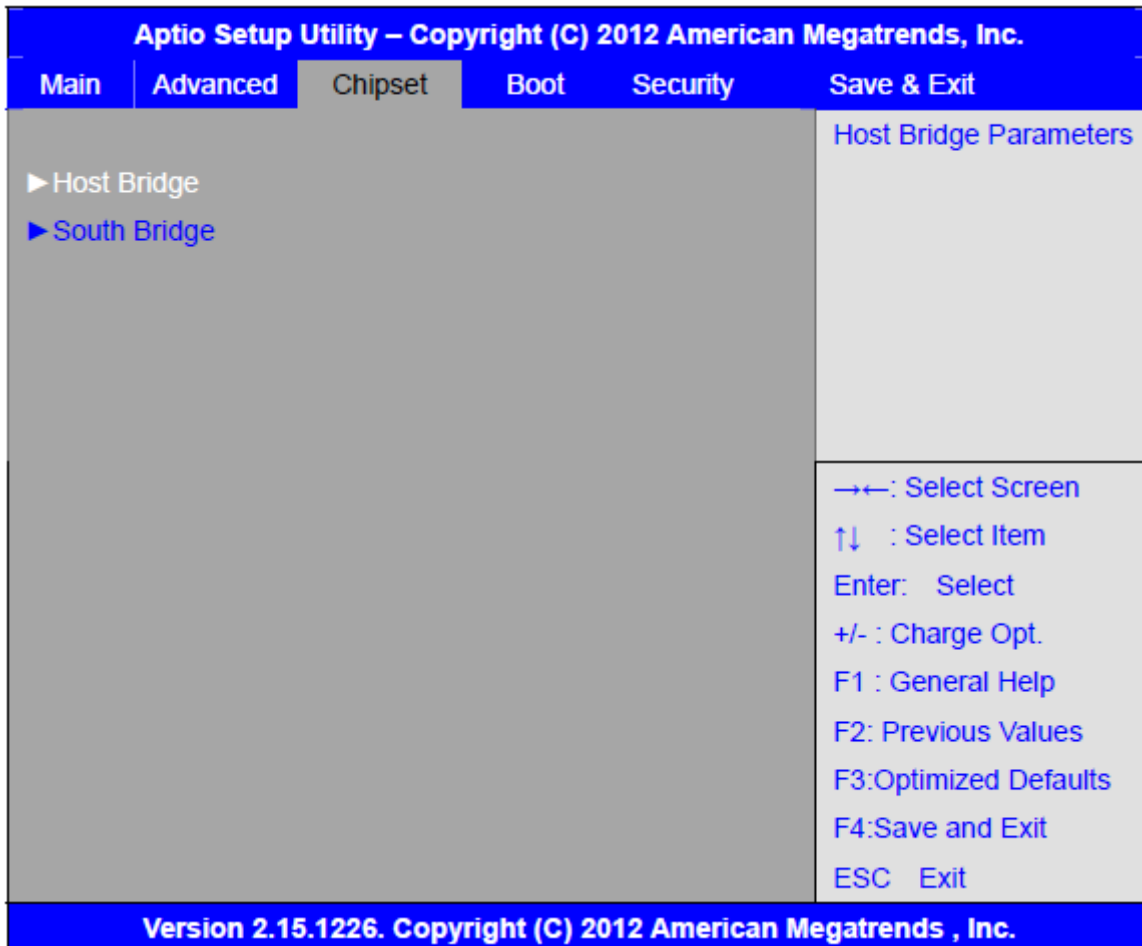 Aptio Setup Utility – Copyright (C) 2012 American Megatrends, Inc.
Main Advanced Chipset Boot Security Save & Exit
Host Bridge Parameters
►Host Bridge
►South Bridge
→←: Select Screen
↑↓ : Select Item
Enter: Select
+/- : Charge Opt.
F1 : General Help
F2: Previous Values
F3:Optimized Defaults
F4:Save and Exit
ESC Exit
Version 2.15.1226. Copyright (C) 2012 American Megatrends , Inc.